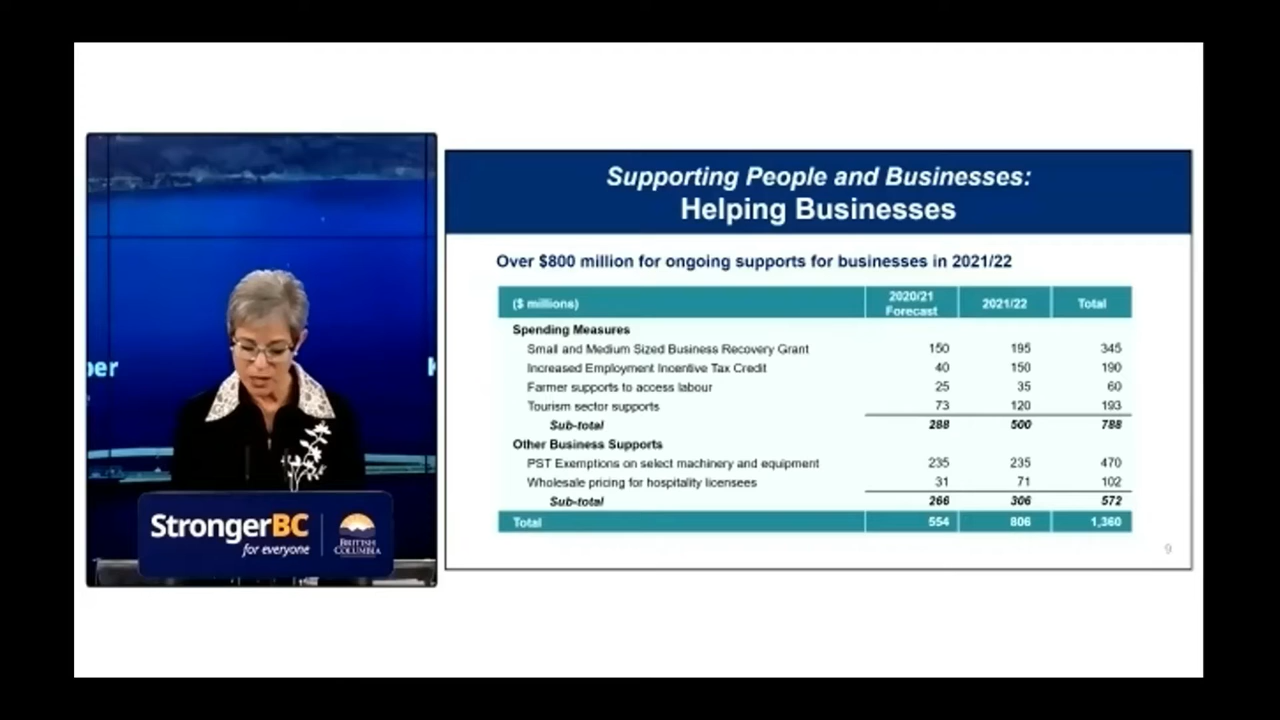 Supporting People and Businesses:
Helping Businesses
Over $800 million for ongoing supports for businesses in 2021/22
($ millions) 2020/21 Forecast 2021/22 Total
Spending Measures
Small and Medium Sized Business Recovery Grant 150 195 345
Increased Employment Incentive Tax Credit 40 150 190
Farmer supports to access labour 25 35 60
Tourism sector supports 73 120 193
Sub-total 288 500 788
Other Business Supports
PST Exemptions on select machinery and equipment 235 235 470
Wholesale pricing for hospitality licensees 31 71 102
Sub-total 266 306 572
Total 554 806 1,360
9
StrongerBC
for everyone
BRITISH
COLUMBIA